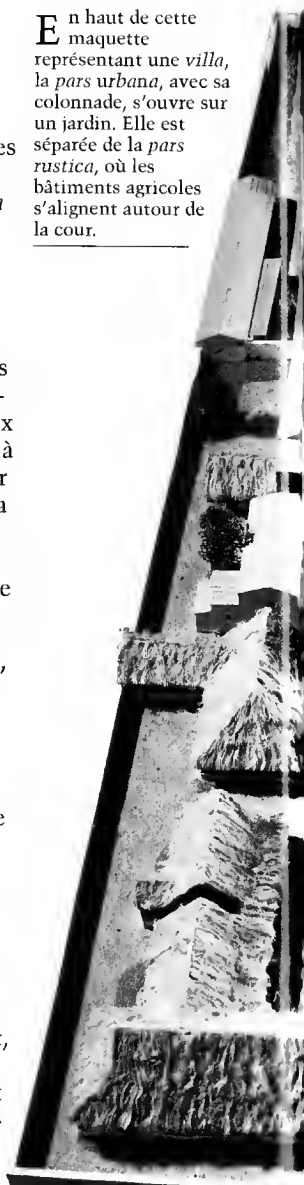 En haut de cette
maquette
représentant une villa,
la pars urbana, avec sa
colonnade, s'ouvre sur
un jardin. Elle est
séparée de la pars
rustica, où les
bâtiments agricoles
s'alignent autour de
la cour.